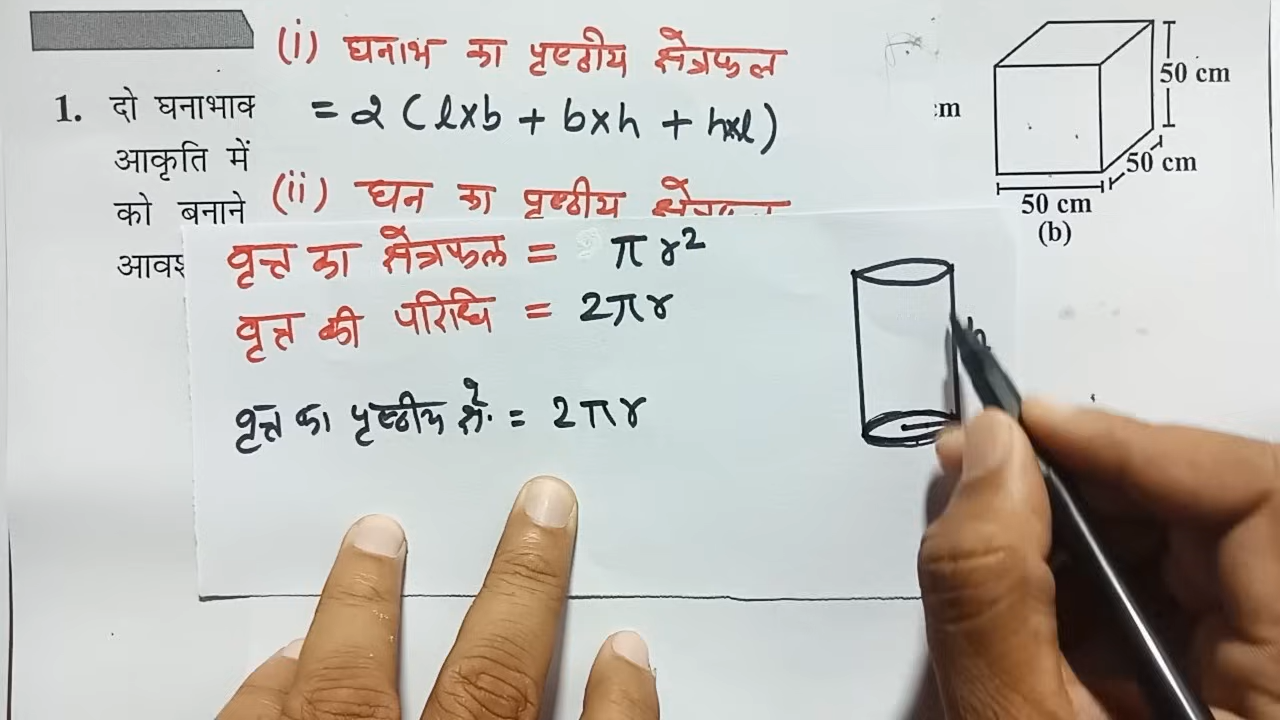 (i) घनाभ का पृष्ठीय क्षेत्रफल
= 2 (l×b + b×h + h×l)
(ii) घन का पृष्ठीय क्षेत्रफल
1. दो घनाभाक
आकृति में
को बनाने
आवश
वृत्त का क्षेत्रफल = πr²
वृत्त की परिधि = 2πr
वृत्त का पृष्ठीय क्षे. = 2πr
h
:m
50 cm
50 cm
50 cm
(b)